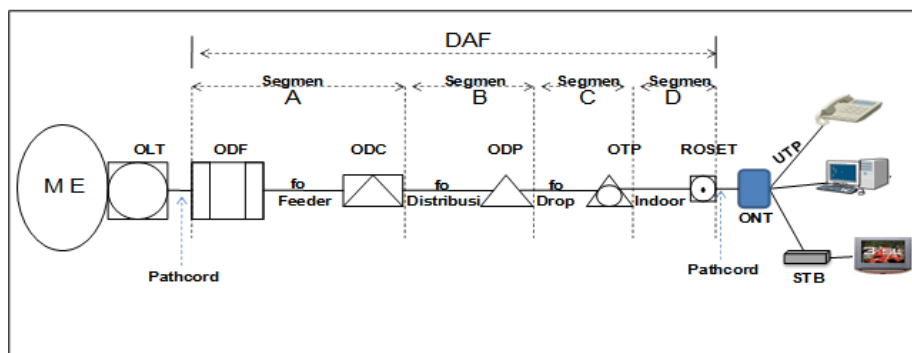 DAF
Segmen Segmen Segmen Segmen
A B C D
OLT ODF ODC ODP OTP ROSET
UTP
M E
fo fo fo
Feeder Distribusi Drop Indoor
ONT
Pathcord Pathcord
STB